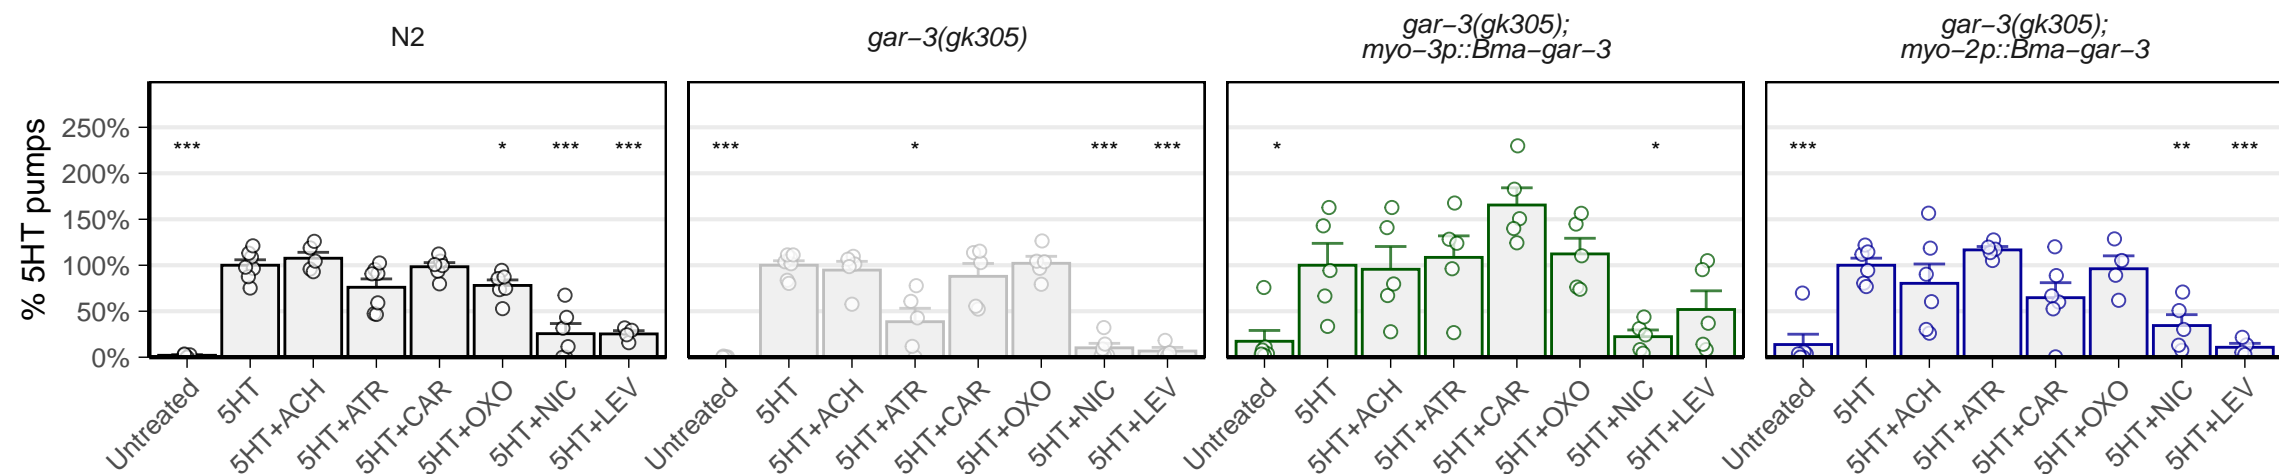 N2
gar−3(gk305)
gar−3(gk305);
myo−3p::Bma−gar−3
gar−3(gk305);
myo−2p::Bma−gar−3
% 5HT pumps
250%
200%
150%
100%
50%
0%
*** * *** ***
*** * *** ***
* *
*** ** ***
Untreated 5HT 5HT+ACH 5HT+ATR 5HT+CAR 5HT+OXO 5HT+NIC 5HT+LEV
Untreated 5HT 5HT+ACH 5HT+ATR 5HT+CAR 5HT+OXO 5HT+NIC 5HT+LEV
Untreated 5HT 5HT+ACH 5HT+ATR 5HT+CAR 5HT+OXO 5HT+NIC 5HT+LEV
Untreated 5HT 5HT+ACH 5HT+ATR 5HT+CAR 5HT+OXO 5HT+NIC 5HT+LEV